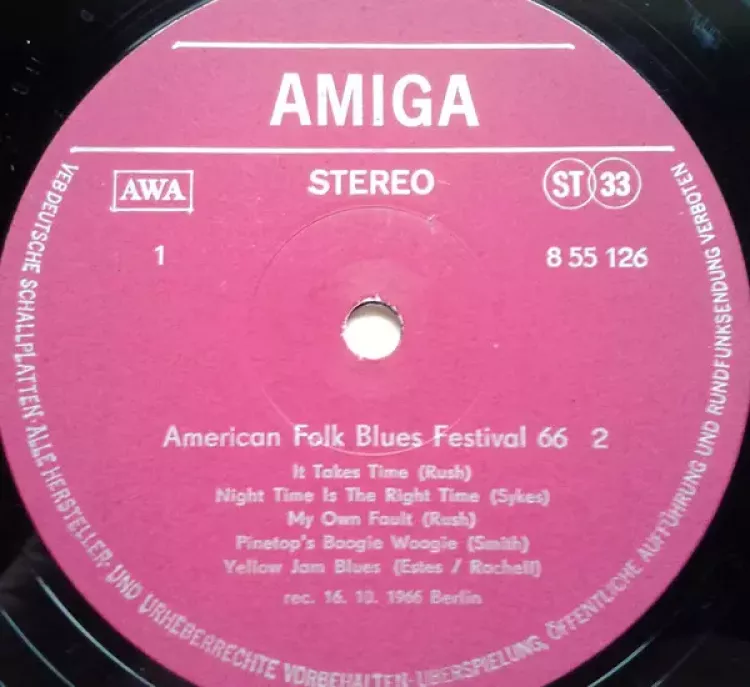 AMIGA
AWA
STEREO
ST 33
1
8 55 126
American Folk Blues Festival 66 2
It Takes Time (Rush)
Night Time Is The Right Time (Sykes)
My Own Fault (Rush)
Pinetop's Boogie Woogie (Smith)
Yellow Jam Blues (Estes / Rachell)
rec. 16. 10. 1966 Berlin
VEB DEUTSCHE SCHALLPLATTEN · ALLE HERSTELLER- UND URHEBERRECHTE VORBEHALTEN · ÜBERSPIELUNG, ÖFFENTLICHE AUFFÜHRUNG UND RUNDFUNKSENDUNG VERBOTEN